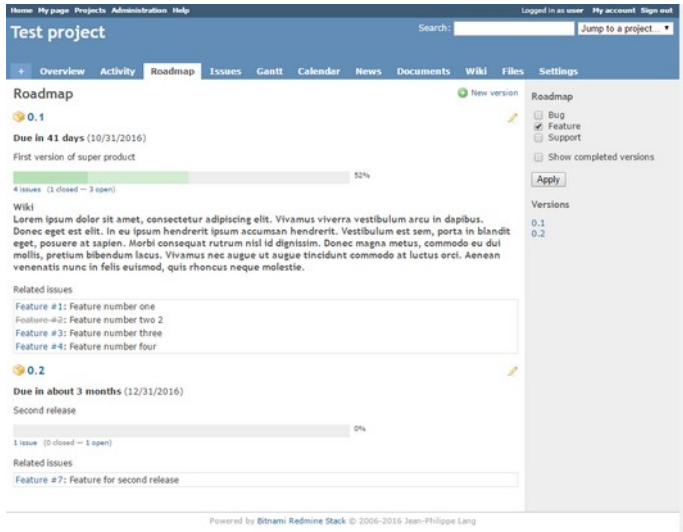 Home My page Projects Administration Help Logged in as user My account Sign out
Test project Search: Jump to a project...
+ Overview Activity Roadmap Issues Gantt Calendar News Documents Wiki Files Settings
Roadmap New version
0.1
Due in 41 days (10/31/2016)
First version of super product
52%
4 issues (1 closed — 3 open)
Wiki
Lorem ipsum dolor sit amet, consectetur adipiscing elit. Vivamus viverra vestibulum arcu in dapibus.
Donec eget est elit. In eu ipsum hendrerit ipsum accumsan hendrerit. Vestibulum est sem, porta in blandit
eget, posuere at sapien. Morbi consequat rutrum nisl id dignissim. Donec magna metus, commodo eu dui
mollis, pretium bibendum lacus. Vivamus nec augue ut augue tincidunt commodo at luctus orci. Aenean
venenatis nunc in felis euismod, quis rhoncus neque molestie.
Related issues
Feature #1: Feature number one
Feature #2: Feature number two 2
Feature #3: Feature number three
Feature #4: Feature number four
0.2
Due in about 3 months (12/31/2016)
Second release
0%
1 issue (0 closed — 1 open)
Related issues
Feature #7: Feature for second release
Roadmap
Bug
Feature
Support
Show completed versions
Apply
Versions
0.1
0.2
Powered by Bitnami Redmine Stack © 2006-2016 Jean-Philippe Lang